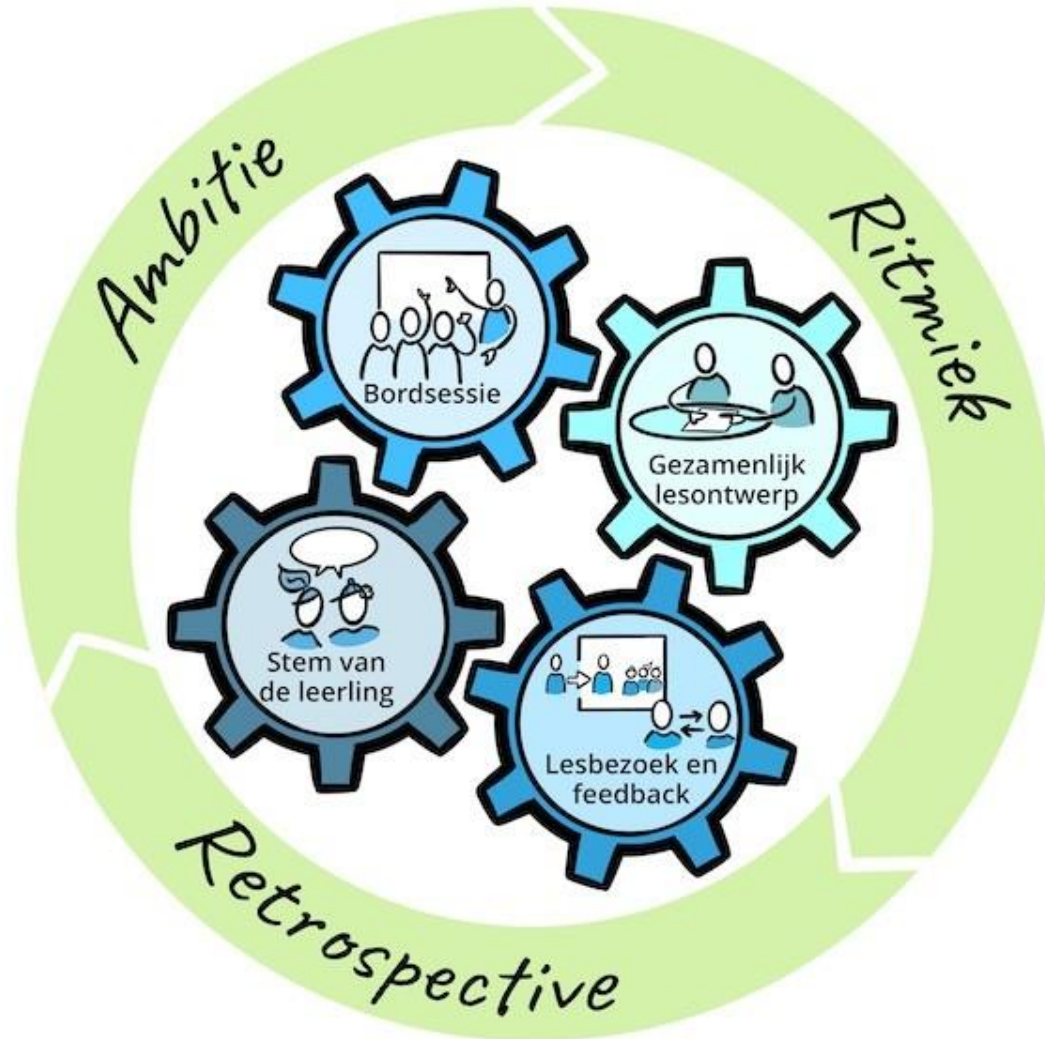 Ambitie
Ritmiek
Bordsessie
Gezamenlijk
lesontwerp
Stem van
de leerling
Lesbezoek en
feedback
Retrospective